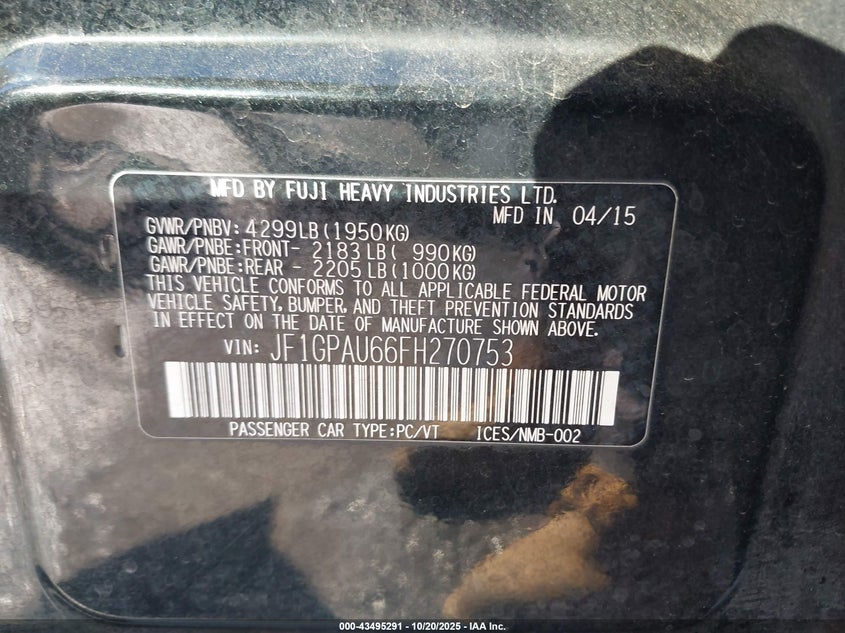 MFD BY FUJI HEAVY INDUSTRIES LTD.
MFD IN 04/15
GVWR/PNBV: 4299LB(1950KG)
GAWR/PNBE:FRONT- 2183LB( 990KG)
GAWR/PNBE:REAR - 2205LB(1000KG)
THIS VEHICLE CONFORMS TO ALL APPLICABLE FEDERAL MOTOR
VEHICLE SAFETY, BUMPER, AND THEFT PREVENTION STANDARDS
IN EFFECT ON THE DATE OF MANUFACTURE SHOWN ABOVE.
VIN: JF1GPAU66FH270753
PASSENGER CAR TYPE:PC/VT ICES/NMB-002
000-43495291 - 10/20/2025 - IAA Inc.